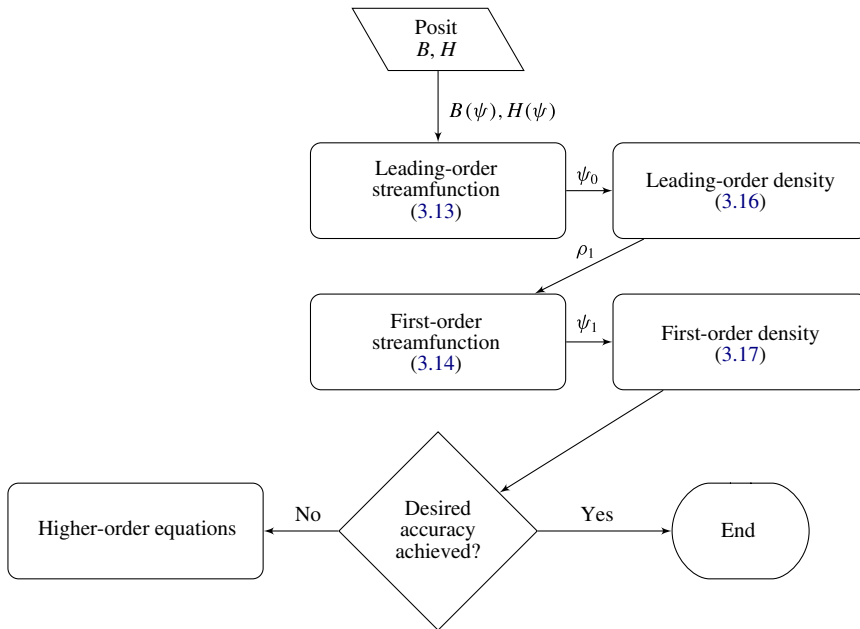 Posit
B, H
B(ψ), H(ψ)
Leading-order
streamfunction
(3.13)
ψ₀
Leading-order density
(3.16)
ρ₁
First-order
streamfunction
(3.14)
ψ₁
First-order density
(3.17)
Desired
accuracy
achieved?
No
Higher-order equations
Yes
End